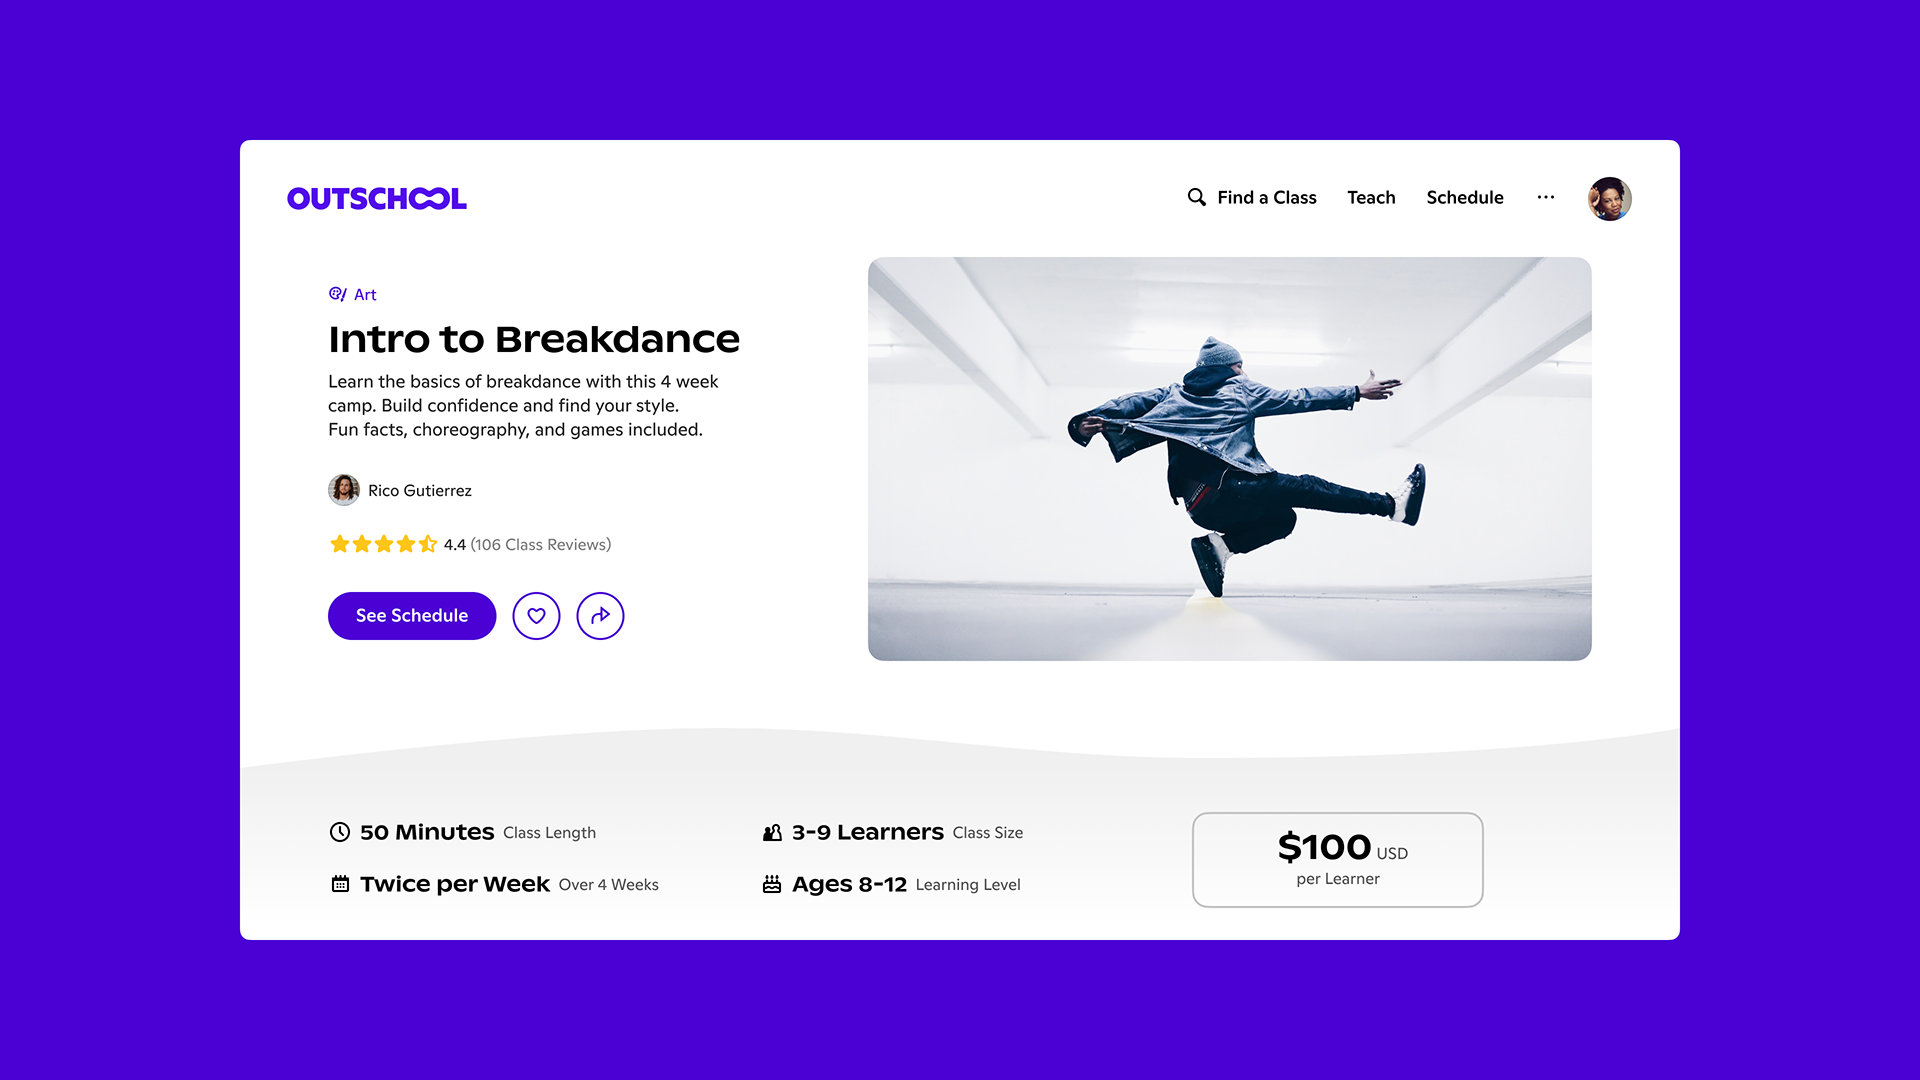 OUTSCHOOL
Find a Class
Teach
Schedule
Art
Intro to Breakdance
Learn the basics of breakdance with this 4 week
camp. Build confidence and find your style.
Fun facts, choreography, and games included.
Rico Gutierrez
4.4 (106 Class Reviews)
See Schedule
50 Minutes Class Length
Twice per Week Over 4 Weeks
3-9 Learners Class Size
Ages 8-12 Learning Level
$100 USD
per Learner